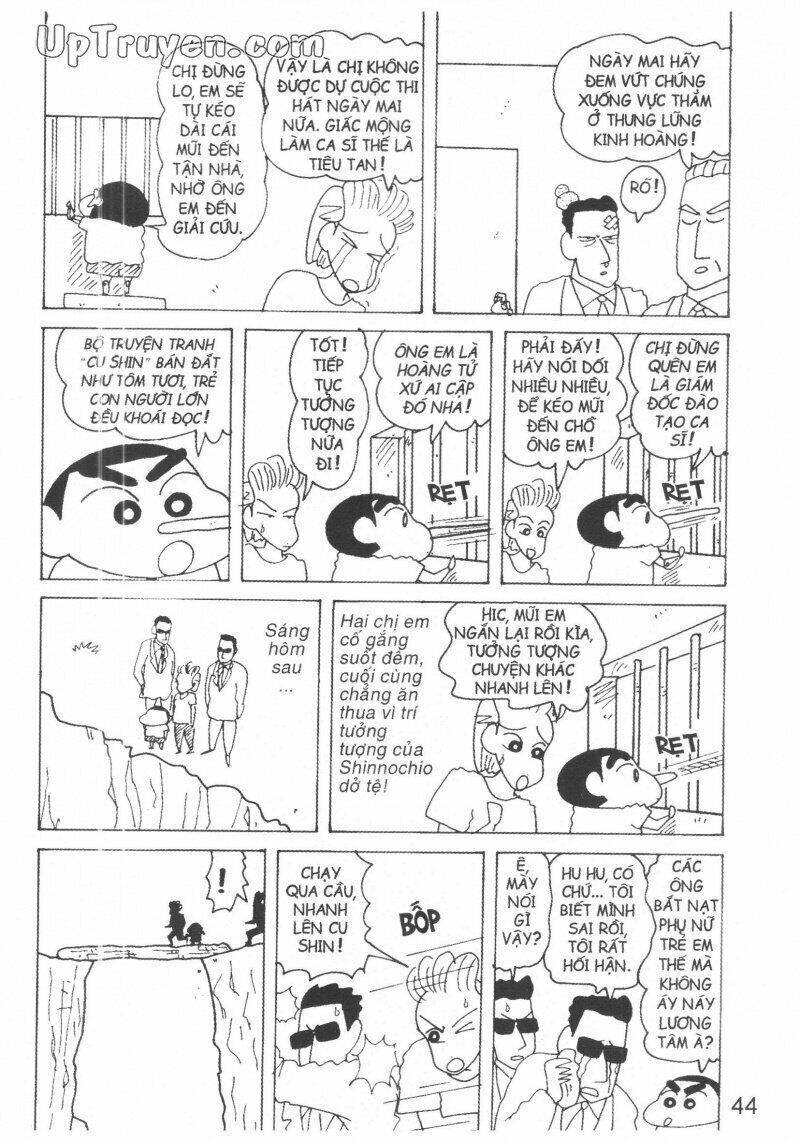 UpTruyen.com
NGÀY MAI HÃY
ĐEM VỨT CHÚNG
XUỐNG VỰC THẲM
Ở THUNG LŨNG
KINH HOÀNG!
RÕ!
VẬY LÀ CHỊ KHÔNG
ĐƯỢC DỰ CUỘC THI
HÁT NGÀY MAI
NỮA. GIẤC MỘNG
LÀM CA SĨ THẾ LÀ
TIÊU TAN!
CHỊ ĐỪNG
LO, EM SẼ
TỰ KÉO
DÀI CÁI
MŨI ĐẾN
TẬN NHÀ,
NHỜ ÔNG
EM ĐẾN
GIẢI CỨU.
CHỊ ĐỪNG
QUÊN EM
LÀ GIÁM
ĐỐC ĐÀO
TẠO CA
SĨ!
PHẢI ĐẤY!
HÃY NÓI DỐI
NHIỀU NHIỀU,
ĐỂ KÉO MŨI
ĐẾN CHỖ
ÔNG EM!
RẸT
ÔNG EM LÀ
HOÀNG TỬ
XỨ AI CẬP
ĐÓ NHA!
TỐT!
TIẾP
TỤC
TƯỞNG
TƯỢNG
NỮA
ĐI!
RẸT
BỘ TRUYỆN TRANH
"CU SHIN" BÁN ĐẮT
NHƯ TÔM TƯƠI, TRẺ
CON NGƯỜI LỚN
ĐỀU KHOÁI ĐỌC!
HIC, MŨI EM
NGẮN LẠI RỒI KÌA,
TƯỞNG TƯỢNG
CHUYỆN KHÁC
NHANH LÊN!
RẸT
Hai chị em
cố gắng
suốt đêm,
cuối cùng
chẳng ăn
thua vì trí
tưởng
tượng của
Shinnochio
dở tệ!
Sáng
hôm
sau
...
CÁC
ÔNG
BẮT NẠT
PHỤ NỮ
TRẺ EM
THẾ MÀ
KHÔNG
ÁY NÁY
LƯƠNG
TÂM À?
HU HU, CÓ
CHỨ... TÔI
BIẾT MÌNH
SAI RỒI,
TÔI RẤT
HỐI HẬN.
Ê,
MÀY
NÓI
GÌ
VẬY?
BỐP
CHẠY
QUA CẦU,
NHANH
LÊN CU
SHIN!
!
44